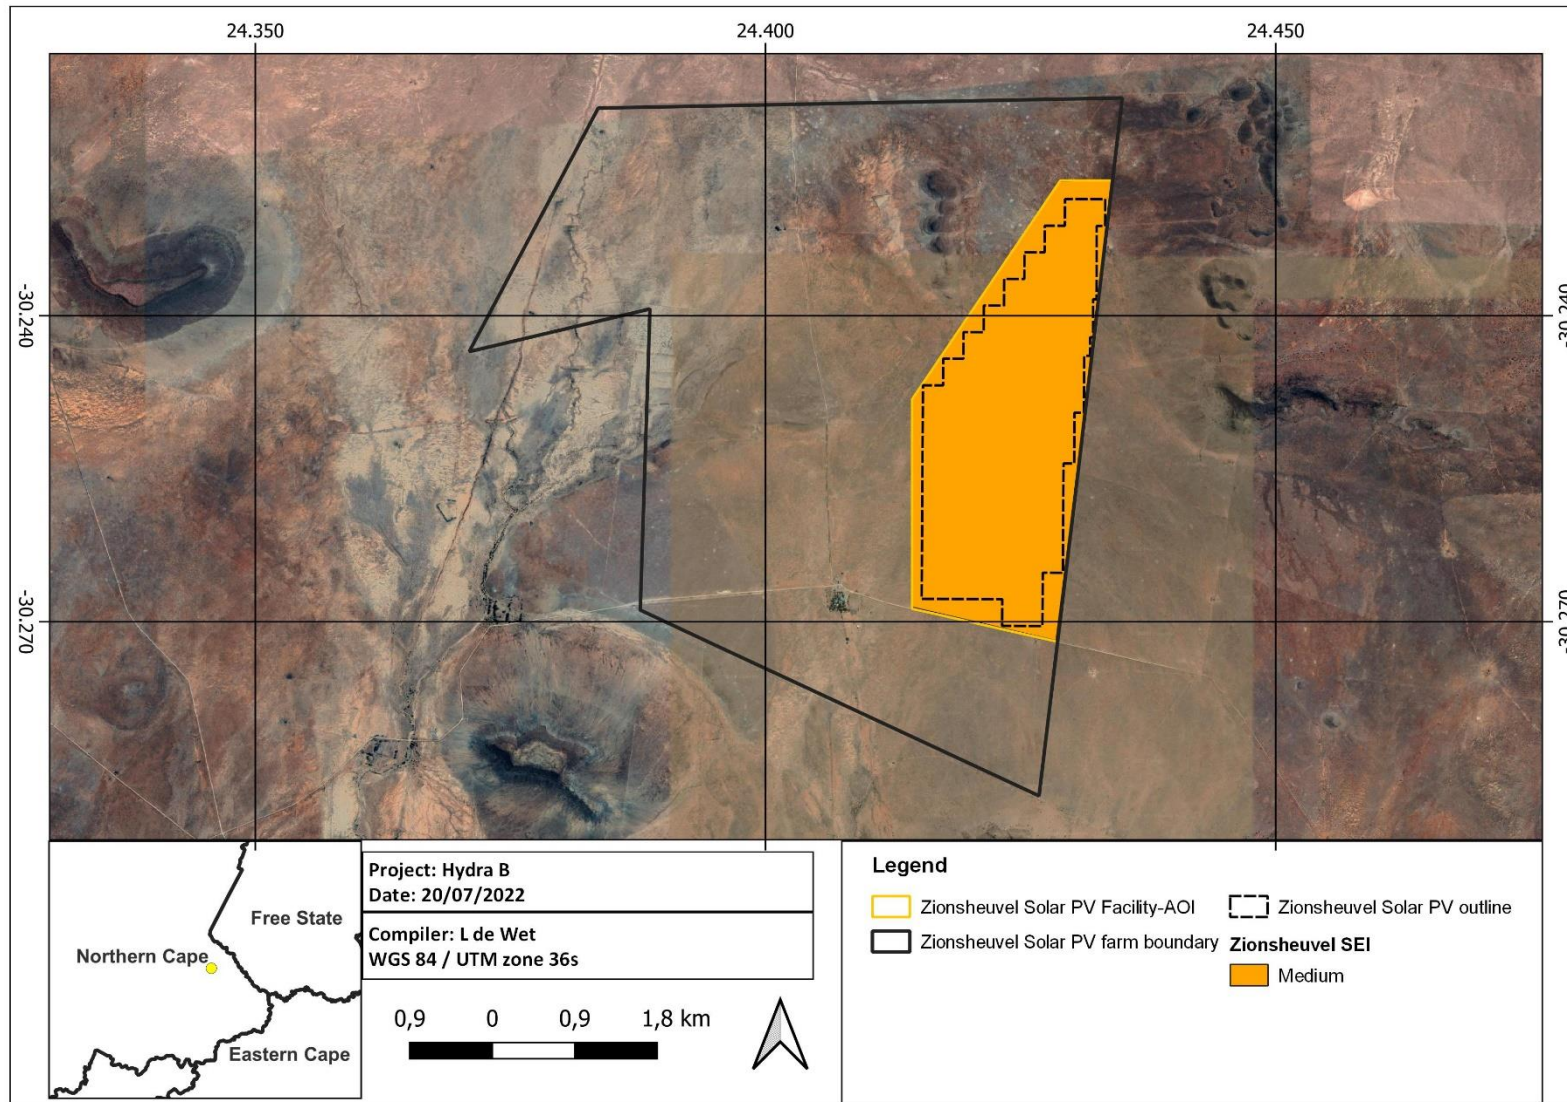 24.350
24.400
24.450
-30.240
-30.240
-30.270
-30.270
Free State
Northern Cape
Eastern Cape
Project: Hydra B
Date: 20/07/2022
Compiler: L de Wet
WGS 84 / UTM zone 36s
0,9 0 0,9 1,8 km
Legend
Zionsheuvel Solar PV Facility-AOI
Zionsheuvel Solar PV farm boundary
Zionsheuvel Solar PV outline
Zionsheuvel SEI
Medium